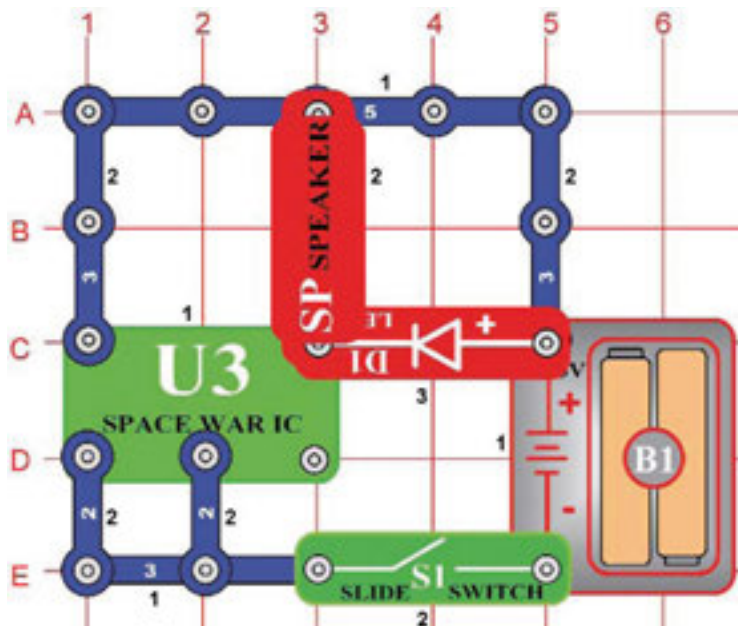 1 2 3 4 5 6
1
A 5
2 2 2
SP SPEAKER
B
3 3
1
C U3 D1 LE +
SPACE WAR IC
3 V
+
D 1 B1
2 2 2 2
-
E 3 S1
SLIDE SWITCH
1 2